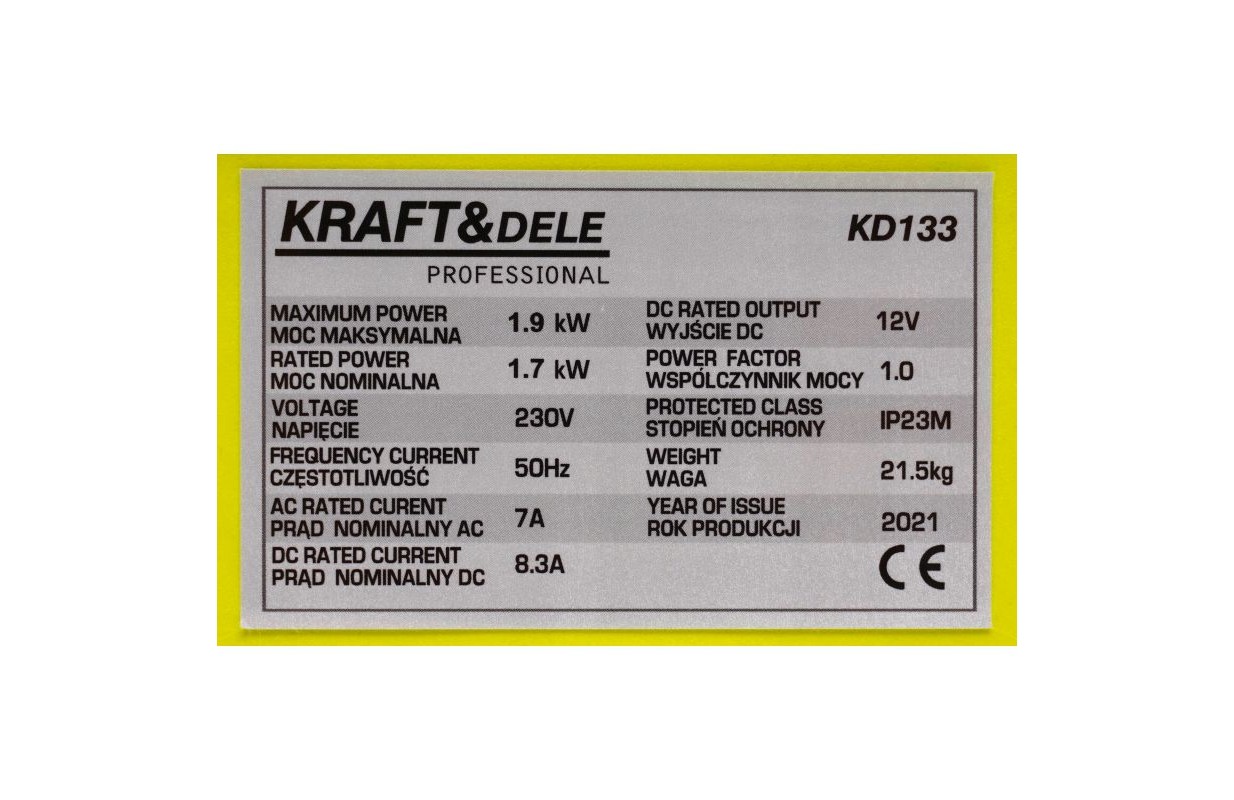 KRAFT&DELE
PROFESSIONAL
KD133
MAXIMUM POWER
MOC MAKSYMALNA
1.9 kW
RATED POWER
MOC NOMINALNA
1.7 kW
VOLTAGE
NAPIĘCIE
230V
FREQUENCY CURRENT
CZĘSTOTLIWOŚĆ
50Hz
AC RATED CURENT
PRĄD NOMINALNY AC
7A
DC RATED CURRENT
PRĄD NOMINALNY DC
8.3A
DC RATED OUTPUT
WYJŚCIE DC
12V
POWER FACTOR
WSPÓLCZYNNIK MOCY
1.0
PROTECTED CLASS
STOPIEŃ OCHRONY
IP23M
WEIGHT
WAGA
21.5kg
YEAR OF ISSUE
ROK PRODUKCJI
2021
CE